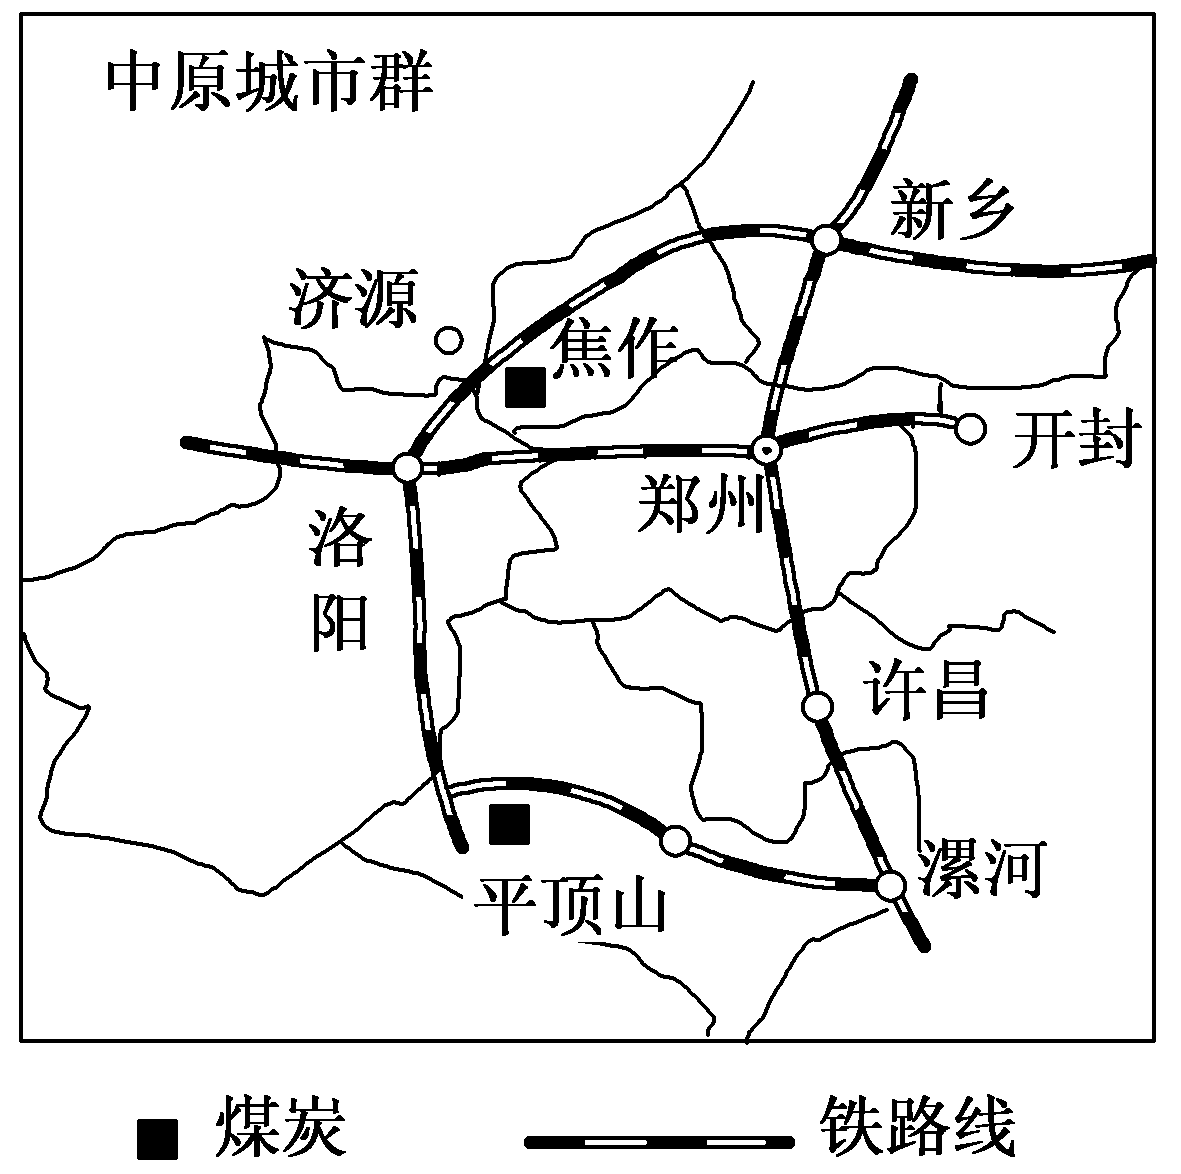 中原城市群
新乡
济源
焦作
开封
郑州
洛
阳
许昌
漯河
平顶山
煤炭
铁路线